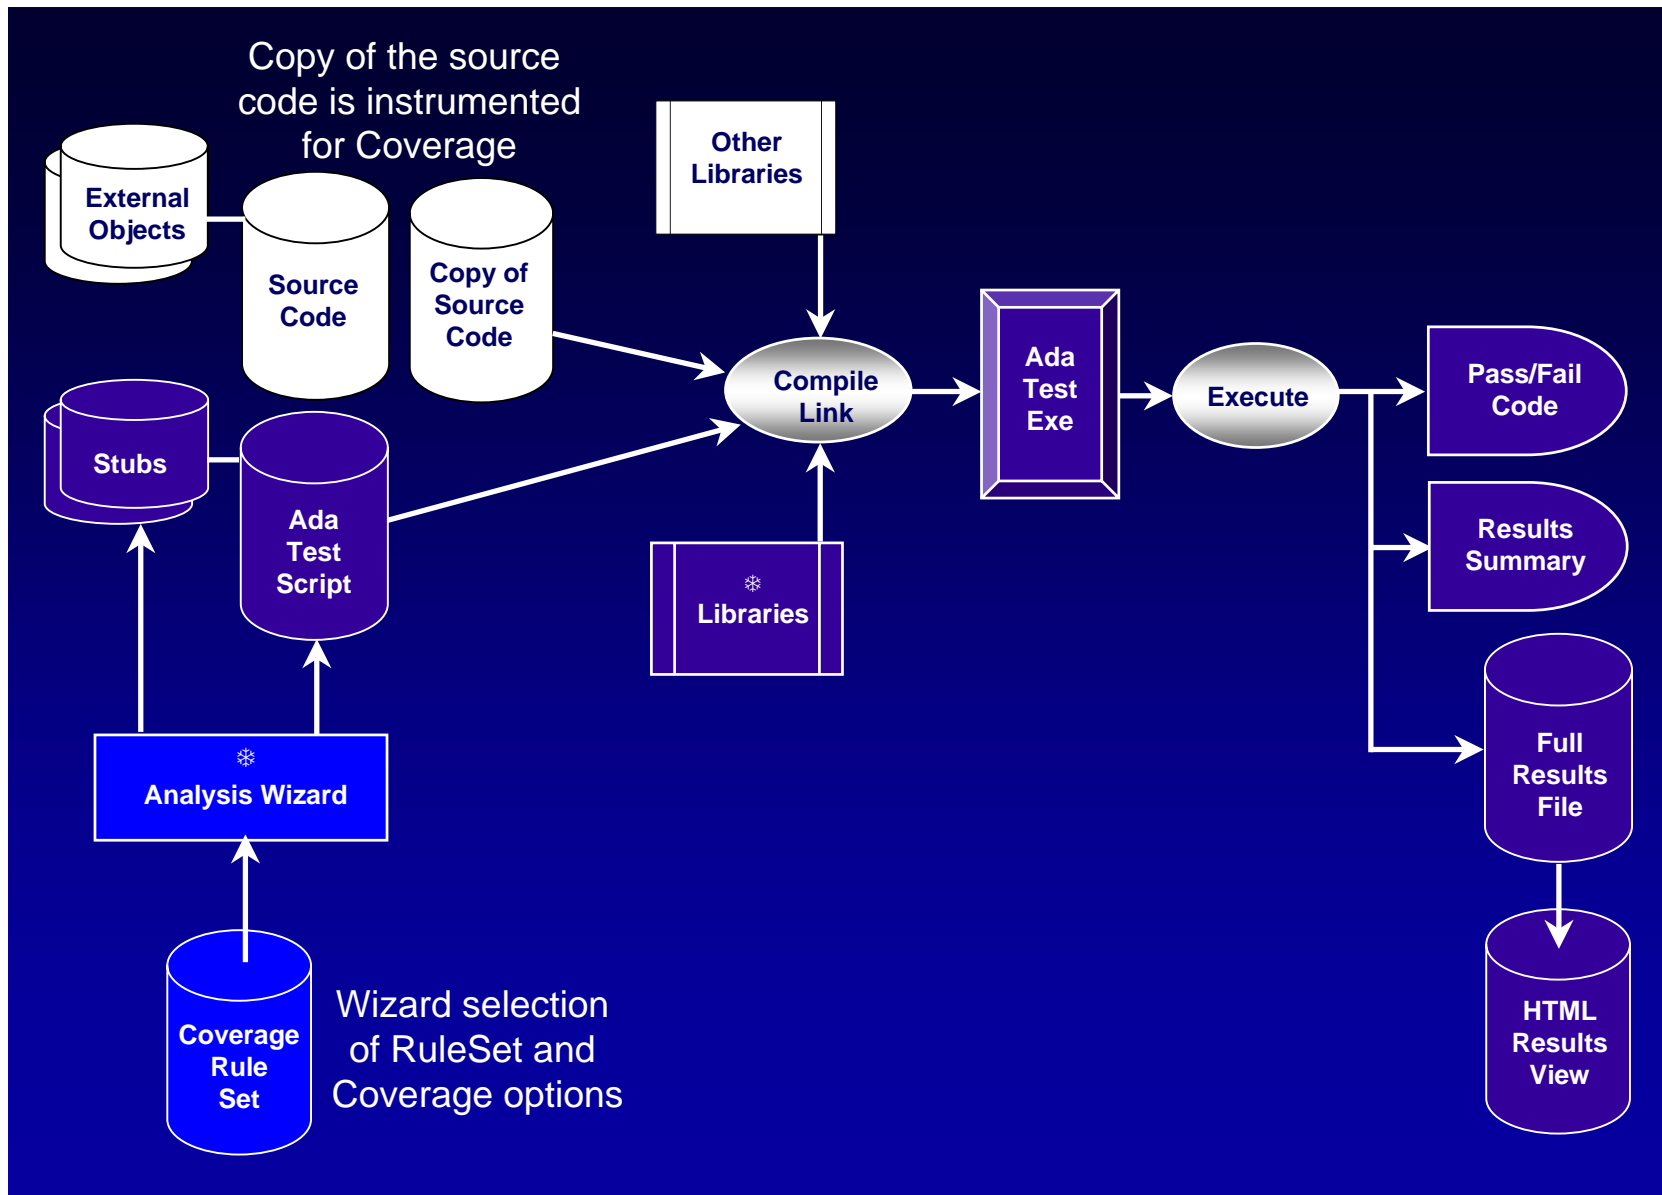 Copy of the source
code is instrumented
for Coverage
External
Objects
Source
Code
Copy of
Source
Code
Other
Libraries
Compile
Link
Ada
Test
Exe
Execute
Pass/Fail
Code
Results
Summary
Stubs
Ada
Test
Script
❄
Libraries
Full
Results
File
❄
Analysis Wizard
HTML
Results
View
Coverage
Rule
Set
Wizard selection
of RuleSet and
Coverage options